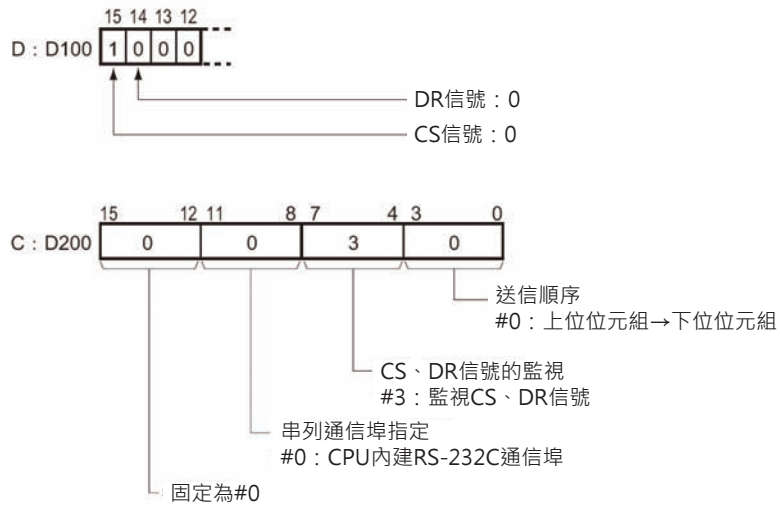 15 14 13 12
D：D100 1 0 0 0
DR信號：0
CS信號：0
15 12 11 8 7 4 3 0
C：D200 0 0 3 0
送信順序
#0：上位位元組→下位位元組
CS、DR信號的監視
#3：監視CS、DR信號
串列通信埠指定
#0：CPU內建RS-232C通信埠
固定為#0